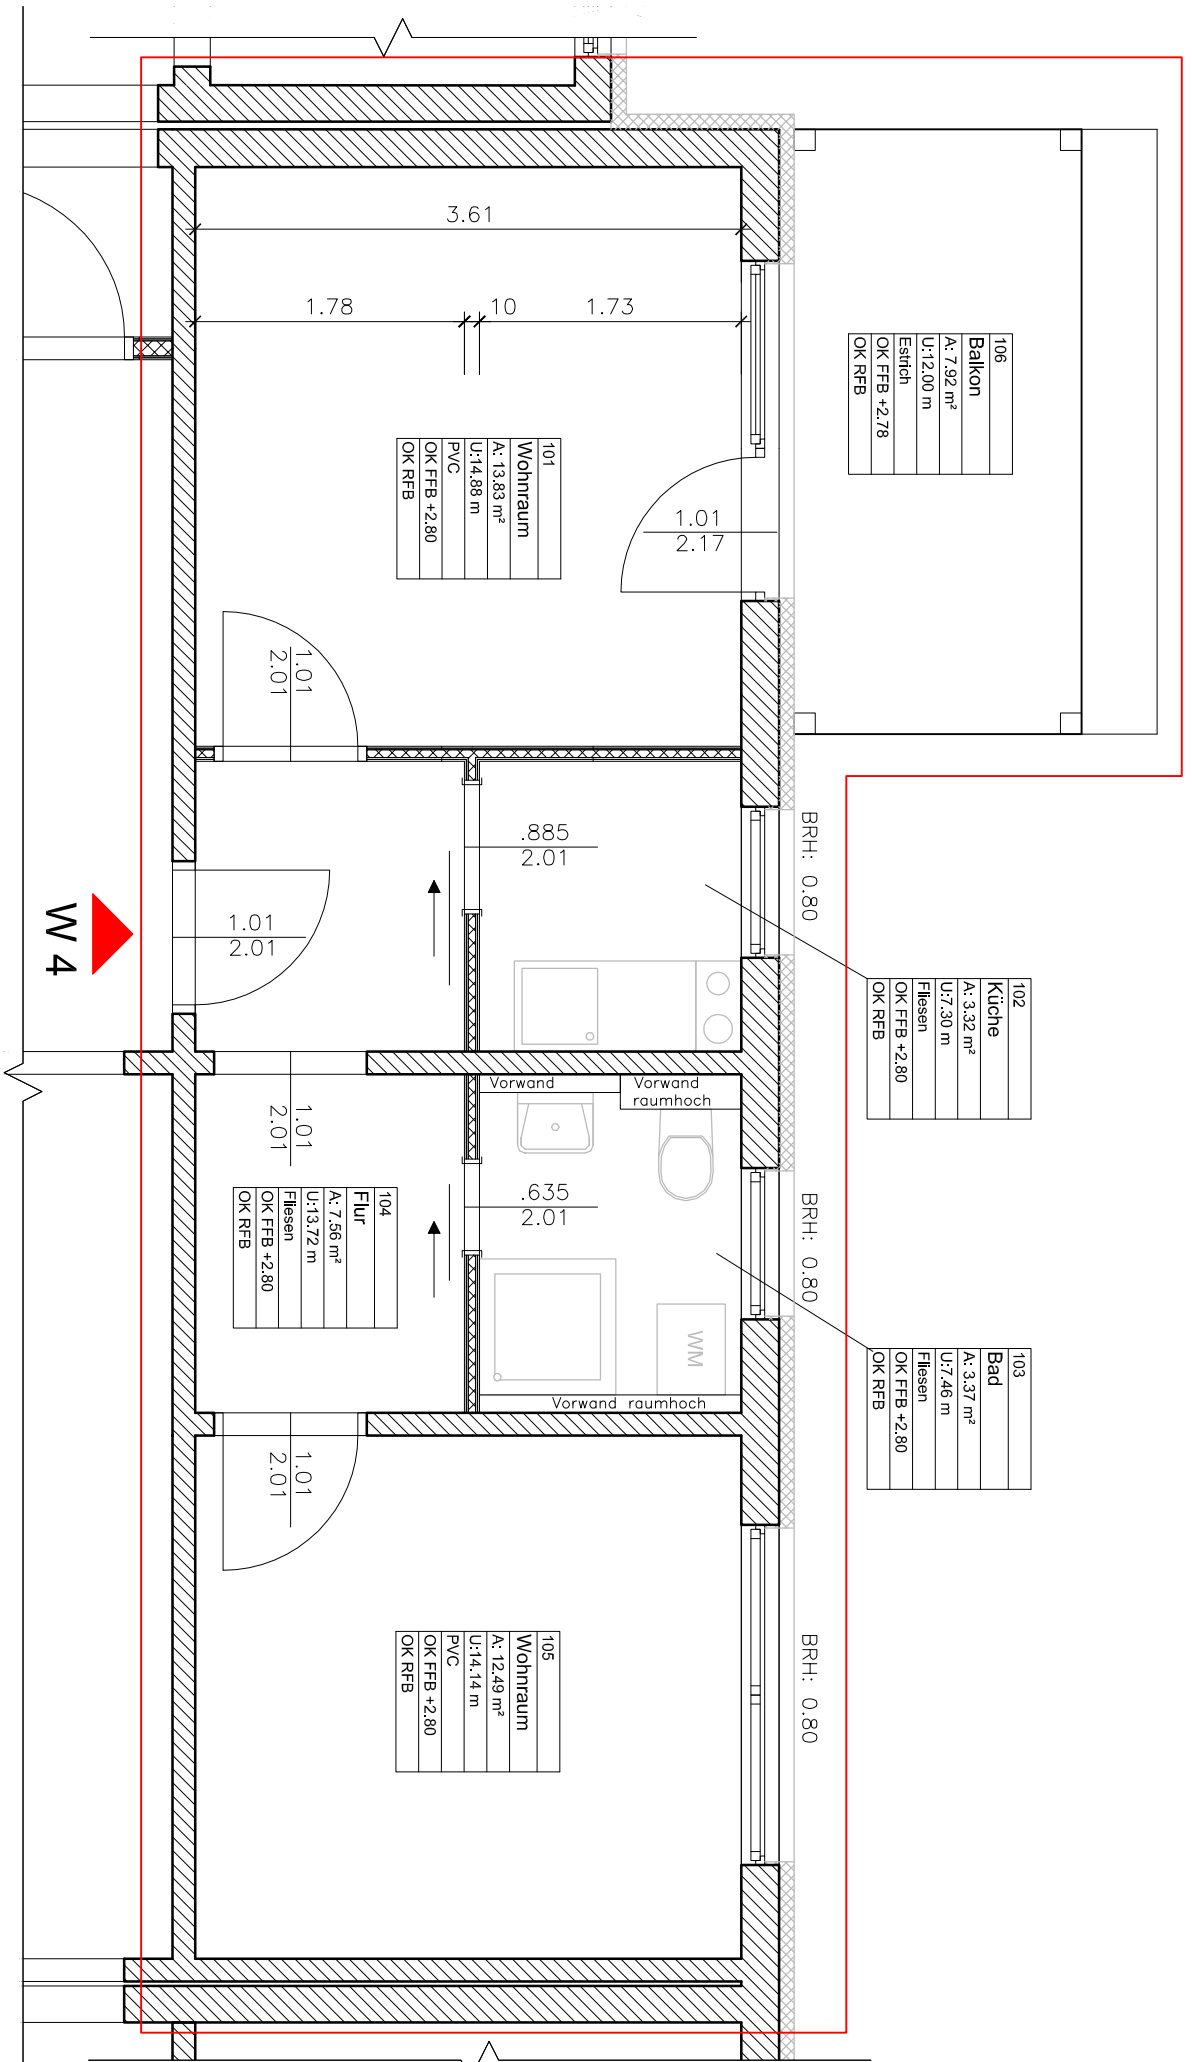 3.61
1.78
10
1.73
106
Balkon
A: 7.92 m²
U:12.00 m
Estrich
OK FFB +2.78
OK RFB
101
Wohnraum
A: 13.83 m²
U:14.88 m
PVC
OK FFB +2.80
OK RFB
1.01
2.17
1.01
2.01
.885
2.01
BRH: 0.80
1.01
2.01
W 4
102
Küche
A: 3.32 m²
U:7.30 m
Fliesen
OK FFB +2.80
OK RFB
Vorwand
Vorwand
raumhoch
1.01
2.01
.635
2.01
BRH: 0.80
104
Flur
A: 7.56 m²
U:13.72 m
Fliesen
OK FFB +2.80
OK RFB
WM
103
Bad
A: 3.37 m²
U:7.46 m
Fliesen
OK FFB +2.80
OK RFB
Vorwand raumhoch
1.01
2.01
105
Wohnraum
A: 12.49 m²
U:14.14 m
PVC
OK FFB +2.80
OK RFB
BRH: 0.80